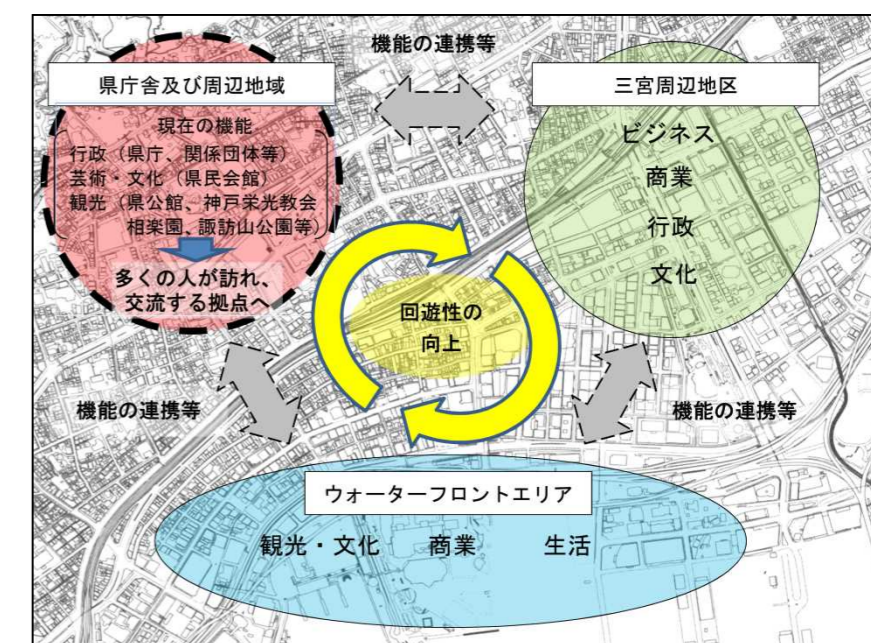 機能の連携等
県庁舎及び周辺地域
現在の機能
行政（県庁、関係団体等）
芸術・文化（県民会館）
観光（県公館、神戸栄光教会
相楽園、諏訪山公園等）
多くの人が訪れ、
交流する拠点へ
三宮周辺地区
ビジネス
商業
行政
文化
回遊性の
向上
機能の連携等
機能の連携等
ウォーターフロントエリア
観光・文化　商業　生活